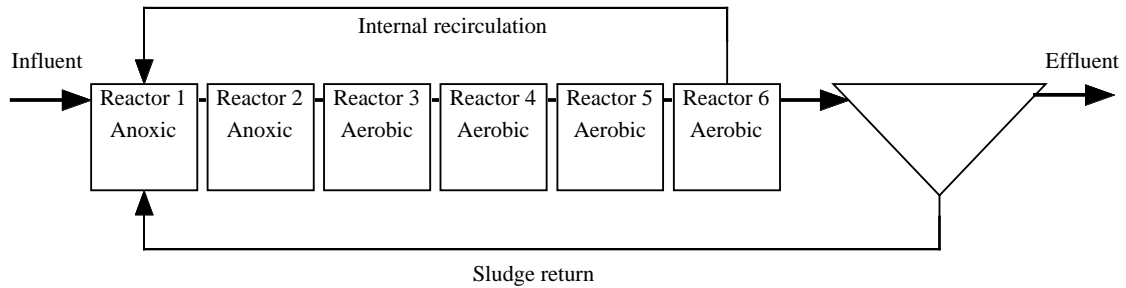 Internal recirculation
Influent
Effluent
Reactor 1
Anoxic
Reactor 2
Anoxic
Reactor 3
Aerobic
Reactor 4
Aerobic
Reactor 5
Aerobic
Reactor 6
Aerobic
Sludge return